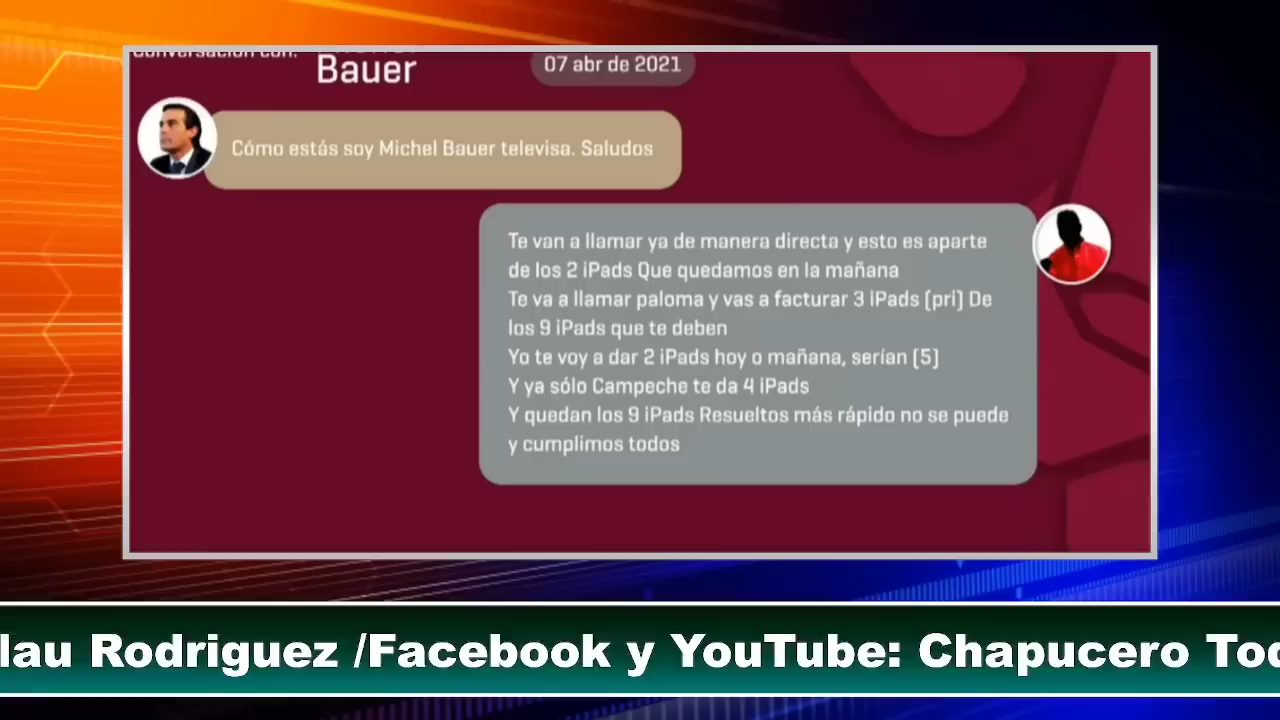 Conversación con:
Bauer
07 abr de 2021
Cómo estás soy Michel Bauer televisa. Saludos
Te van a llamar ya de manera directa y esto es aparte
de los 2 iPads Que quedamos en la mañana
Te va a llamar paloma y vas a facturar 3 iPads (pri) De
los 9 iPads que te deben
Yo te voy a dar 2 iPads hoy o mañana, serían (5)
Y ya sólo Campeche te da 4 iPads
Y quedan los 9 iPads Resueltos más rápido no se puede
y cumplimos todos
lau Rodriguez /Facebook y YouTube: Chapucero Tod